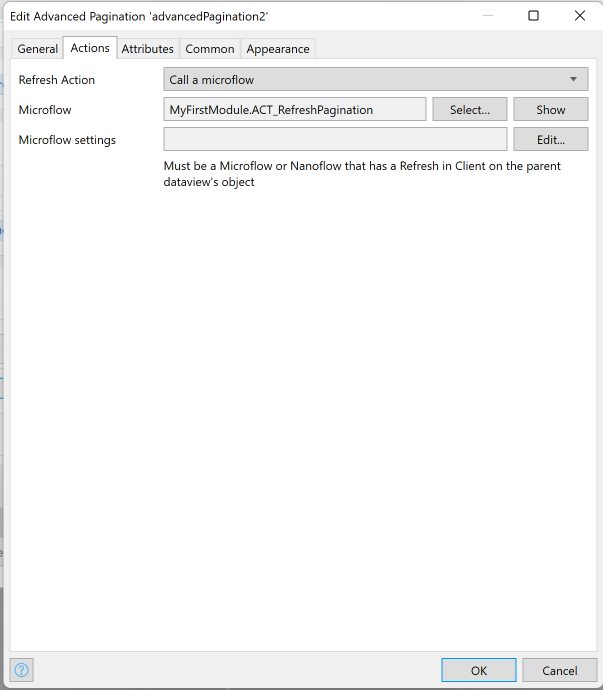 Edit Advanced Pagination 'advancedPagination2'
General Actions Attributes Common Appearance
Refresh Action Call a microflow
Microflow MyFirstModule.ACT_RefreshPagination Select... Show
Microflow settings Edit...
Must be a Microflow or Nanoflow that has a Refresh in Client on the parent
dataview's object
OK Cancel